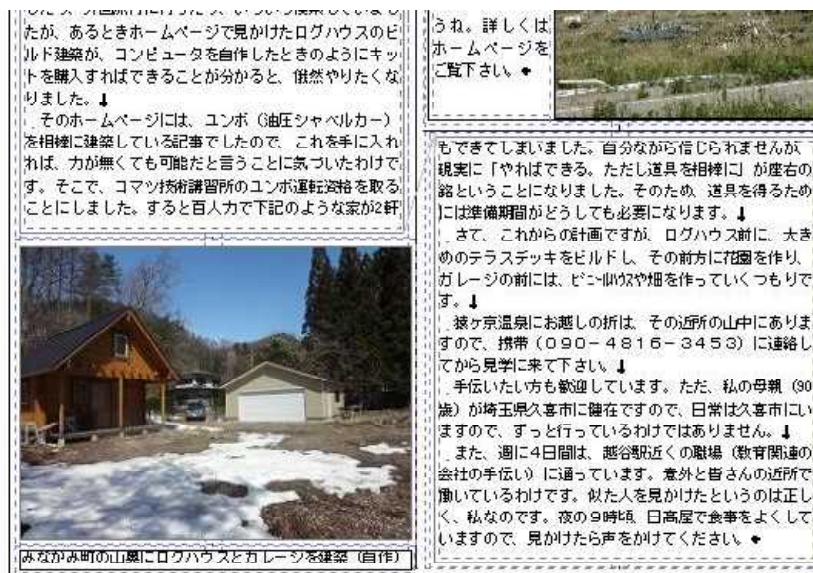 たが、あるときホームページで見かけたログハウスのビ
ルド建築が、コンピュータを自作したときのようにキッ
トを購入すればできることが分かると、俄然やりたくな
りました。↓
そのホームページには、ユンボ（油圧シャベルカー）
を相棒に建築している記事でしたので、これを手に入れ
れば、力が無くても可能だと言うことに気づいたわけで
す。そこで、コマツ技術講習所のユンボ運転資格を取る
ことにしました。すると百人力で下記のような家が2軒
みなかみ町の山奥にログハウスとガレージを建築（自作）
うね。詳しくは
ホームページを
ご覧下さい。
もできてしまいました。自分ながら信じられませんが、
現実に「やればできる。ただし道具を相棒に」が座右の
銘ということになりました。そのため、道具を得るため
には準備期間がどうしても必要になります。↓
さて、これからの計画ですが、ログハウス前に、大き
めのテラスデッキをビルドし、その前方に花園を作り、
ガレージの前には、ビニールハウスや畑を作っていくつもりで
す。↓
猿ヶ京温泉にお越しの折は、その近所の山中にありま
すので、携帯（０９０－４８１６－３４５３）に連絡し
てから見学に来て下さい。↓
手伝いたい方も歓迎しています。ただ、私の母親（90
歳）が埼玉県久喜市に健在ですので、日常は久喜市にい
ますので、ずっと行っているわけではありません。↓
また、週に４日間は、越谷駅近くの職場（教育関連の
会社の手伝い）に通っています。意外と皆さんの近所で
働いているわけです。似た人を見かけたというのは正し
く、私なのです。夜の９時頃、日高屋で食事をよくして
いますので、見かけたら声をかけてください。